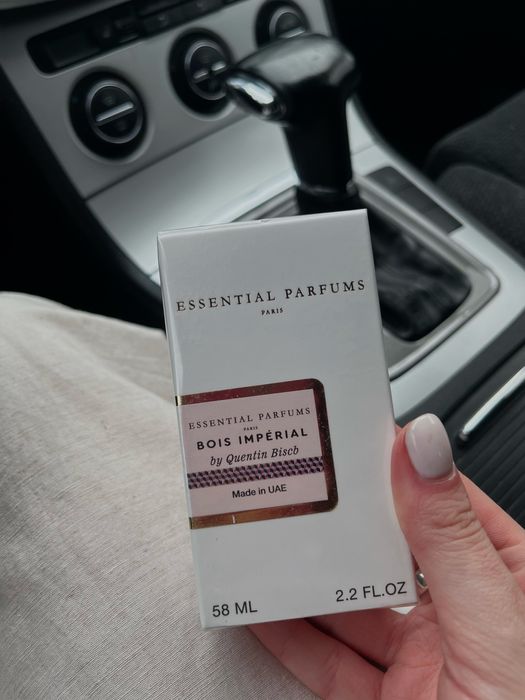 ESSENTIAL PARFUMS
PARIS
ESSENTIAL PARFUMS
PARIS
BOIS IMPÉRIAL
by Quentin Bisch
Made in UAE
58 ML 2.2 FL.OZ